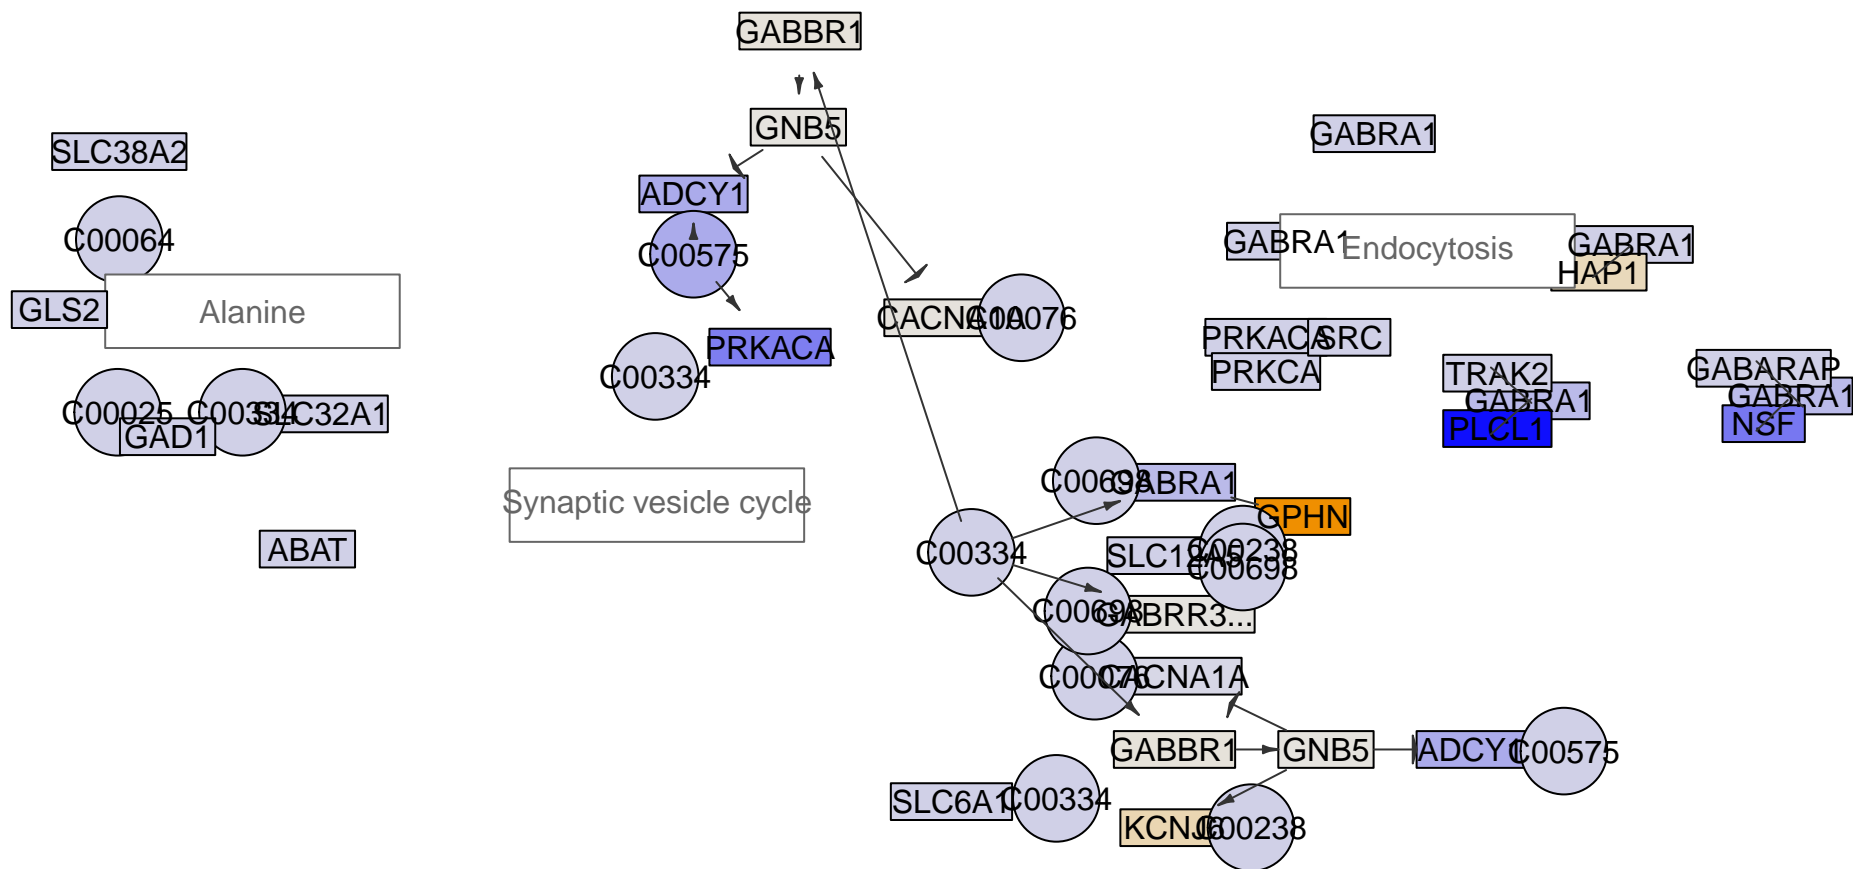 GABBR1
GNB5
SLC38A2
GABRA1
ADCY1
C00064
C00575
GABRA1
Endocytosis
GABRA1
HAP1
GLS2
Alanine
CACNA1A
C00076
PRKACA
C00334
PRKACA
SRC
PRKCA
TRAK2
GABRA1
PLCL1
GABARAP
GABRA1
NSF
C00025
C00334
SLC32A1
GAD1
Synaptic vesicle cycle
C00698
GABRA1
GPHN
ABAT
C00334
SLC12A5
C00238
C00698
C00698
GABRR3...
C00076
CACNA1A
GABBR1
GNB5
ADCY1
C00575
SLC6A1
C00334
KCNJ6
C00238